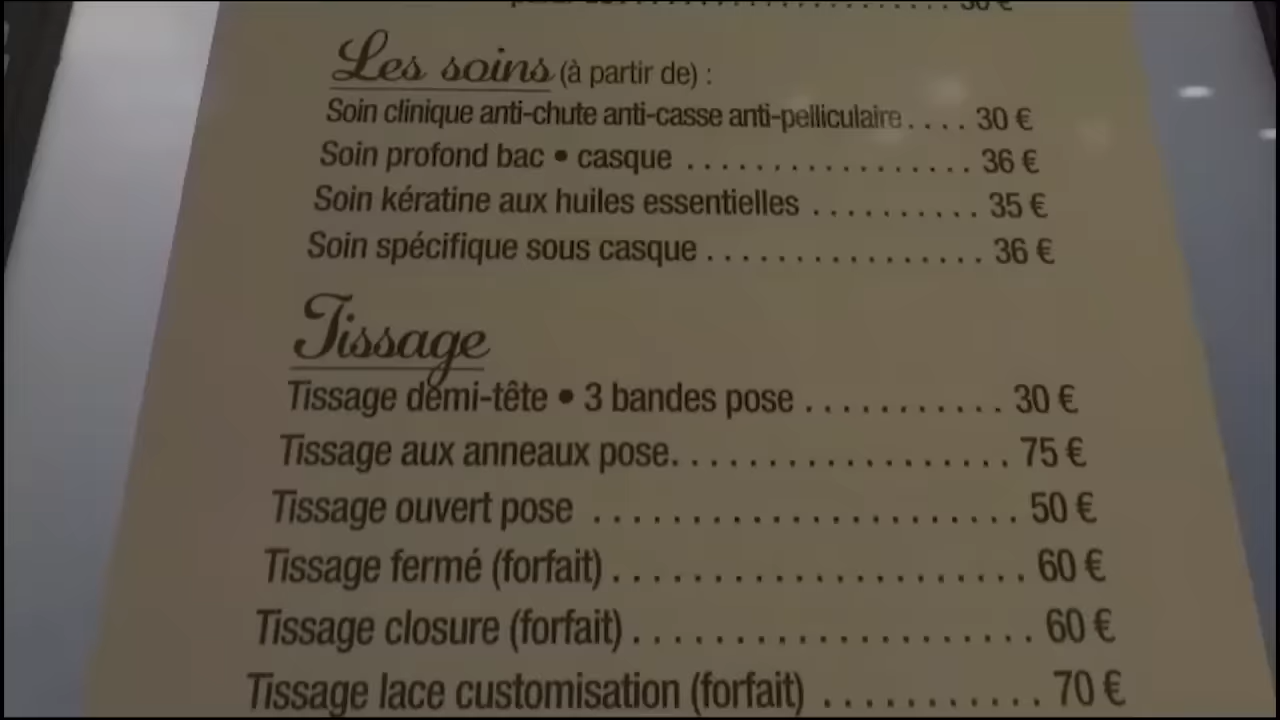 Les soins (à partir de) :
Soin clinique anti-chute anti-casse anti-pelliculaire.... 30 €
Soin profond bac • casque ................ 36 €
Soin kératine aux huiles essentielles .......... 35 €
Soin spécifique sous casque................ 36 €
Tissage
Tissage demi-tête • 3 bandes pose ........... 30 €
Tissage aux anneaux pose.................. 75 €
Tissage ouvert pose ...................... 50 €
Tissage fermé (forfait)..................... 60 €
Tissage closure (forfait).................... 60 €
Tissage lace customisation (forfait) ........... 70 €